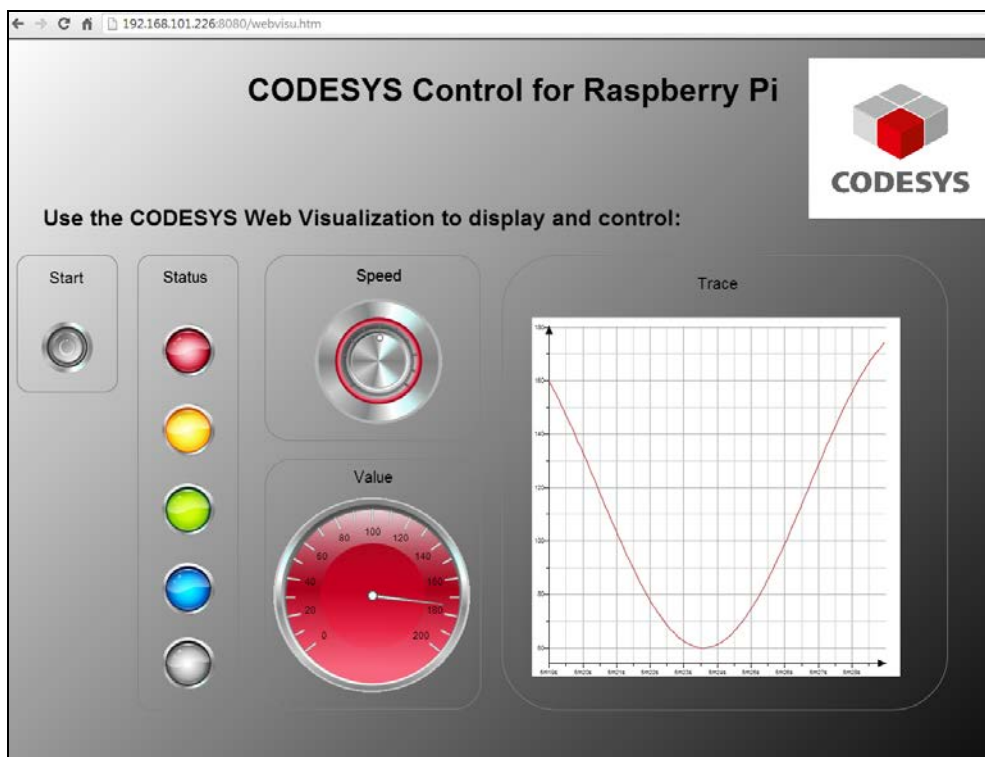 192.168.101.226:8080/webvisu.htm
CODESYS Control for Raspberry Pi
CODESYS
Use the CODESYS Web Visualization to display and control:
Start
Status
Speed
Trace
Value
0
20
40
60
80
100
120
140
160
180
200
180
160
140
120
100
80
60